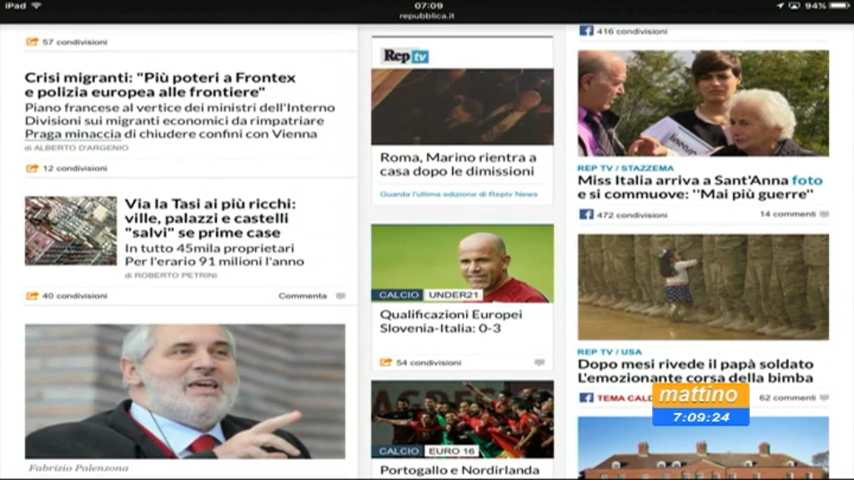 iPad
07:09
94%
repubblica.it
57 condivisioni
Crisi migranti: "Più poteri a Frontex
e polizia europea alle frontiere"
Piano francese al vertice dei ministri dell'Interno
Divisioni sui migranti economici da rimpatriare
Praga minaccia di chiudere confini con Vienna
di ALBERTO D'ARGENIO
12 condivisioni
Via la Tasi ai più ricchi:
ville, palazzi e castelli
"salvi" se prime case
In tutto 45mila proprietari
Per l'erario 91 milioni l'anno
di ROBERTO PETRINI
40 condivisioni
Commenta
Fabrizio Palenzona
Rep tv
Roma, Marino rientra a
casa dopo le dimissioni
Guarda l'ultima edizione di Reptv News
CALCIO UNDER21
Qualificazioni Europei
Slovenia-Italia: 0-3
54 condivisioni
CALCIO EURO 16
Portogallo e Nordirlanda
416 condivisioni
REP TV / STAZZEMA
Miss Italia arriva a Sant'Anna foto
e si commuove: "Mai più guerre"
472 condivisioni
14 commenti
REP TV / USA
Dopo mesi rivede il papà soldato
L'emozionante corsa della bimba
TEMA CALD
62 commenti
mattino
7:09:24